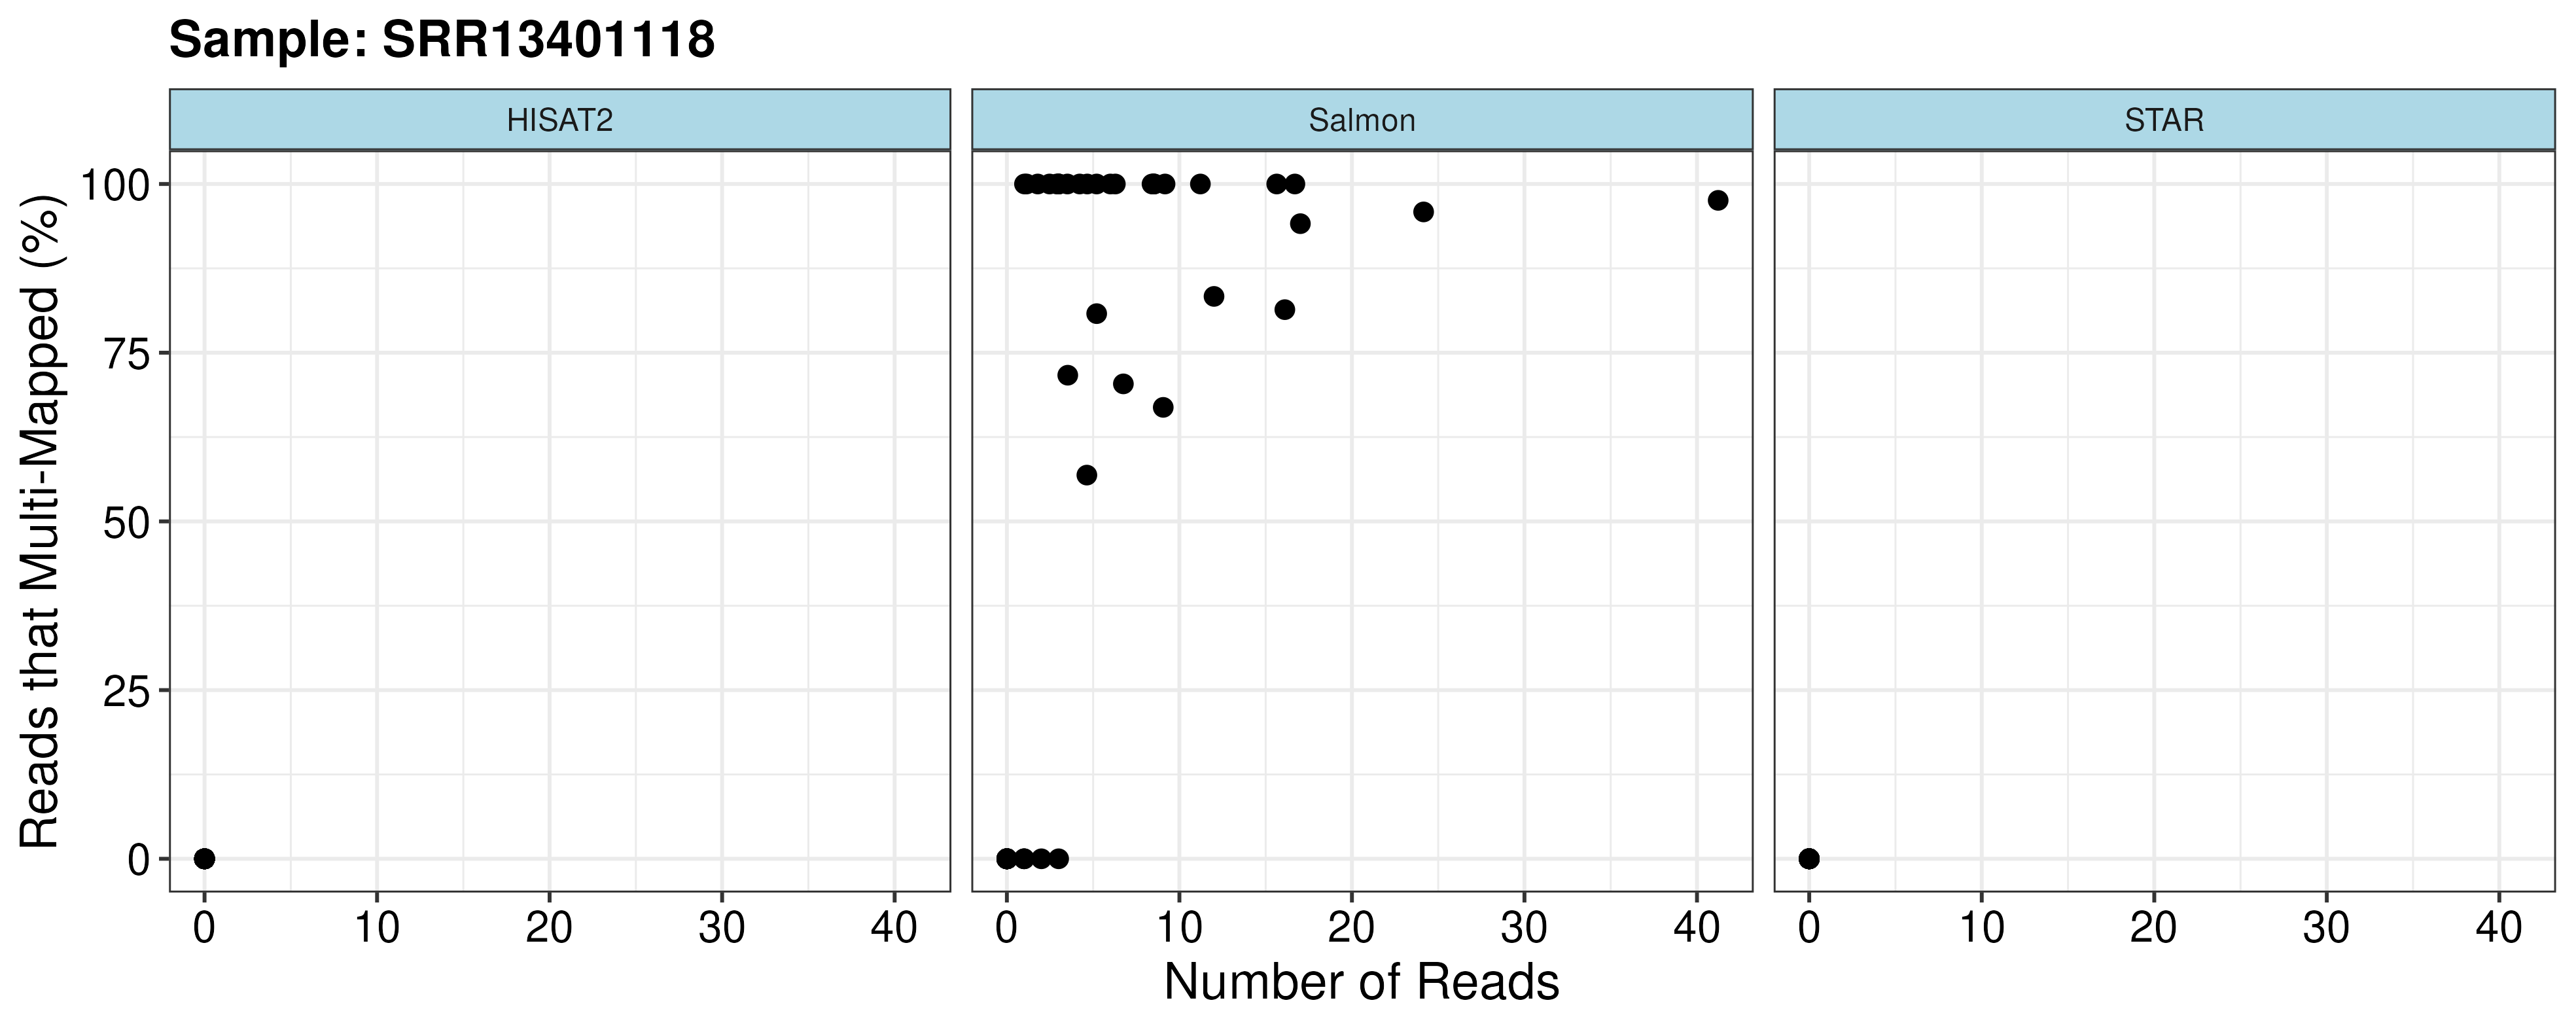 Sample: SRR13401118
HISAT2
Salmon
STAR
Reads that Multi-Mapped (%)
100
75
50
25
0
0 10 20 30 40
0 10 20 30 40
0 10 20 30 40
Number of Reads